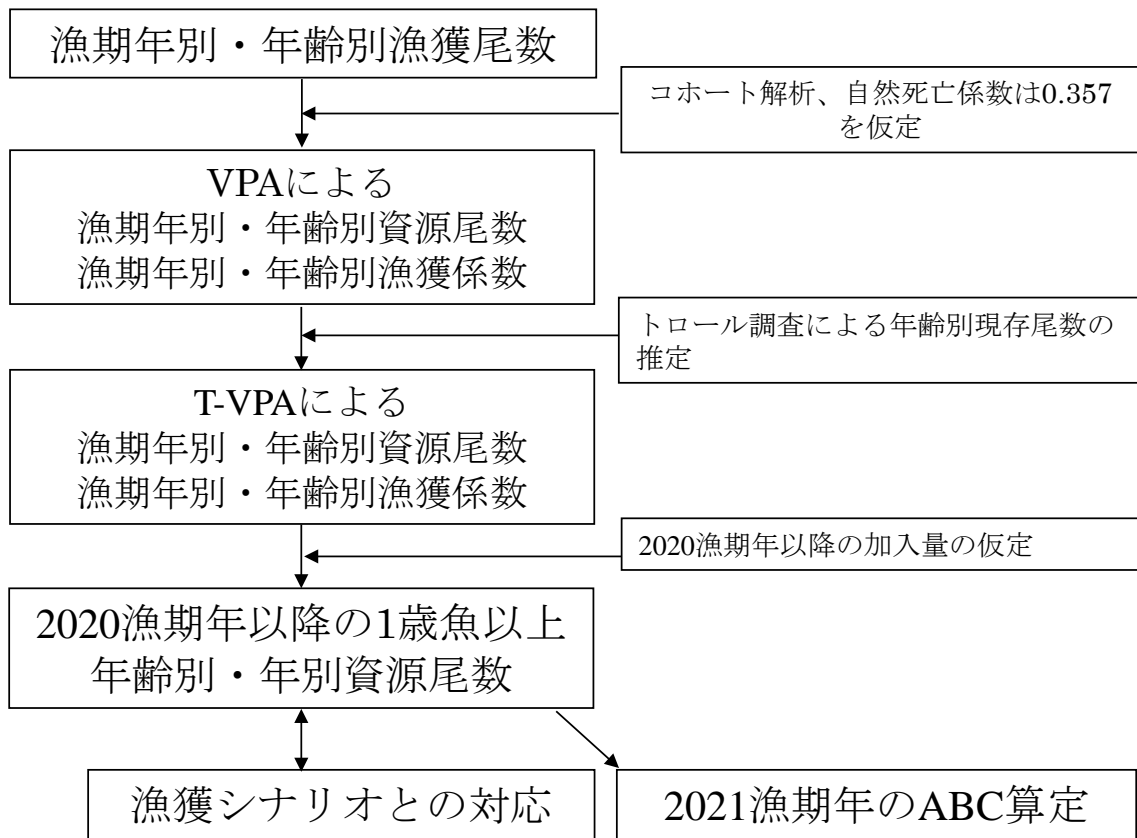 漁期年別・年齢別漁獲尾数
コホート解析、自然死亡係数は0.357
を仮定
VPAによる
漁期年別・年齢別資源尾数
漁期年別・年齢別漁獲係数
トロール調査による年齢別現存尾数の
推定
T-VPAによる
漁期年別・年齢別資源尾数
漁期年別・年齢別漁獲係数
2020漁期年以降の加入量の仮定
2020漁期年以降の1歳魚以上
年齢別・年別資源尾数
漁獲シナリオとの対応
2021漁期年のABC算定